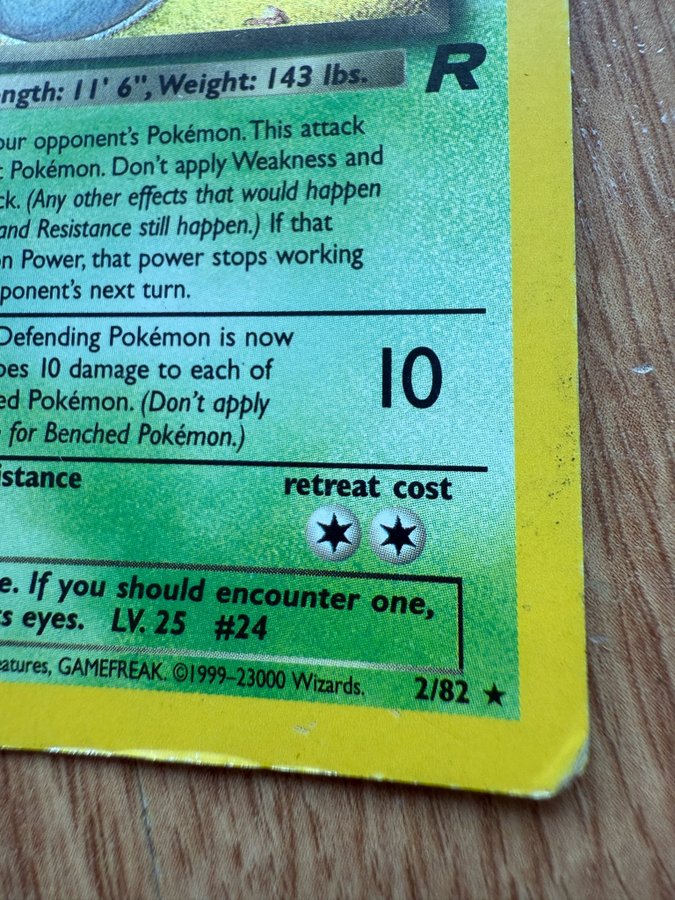 ngth: 11' 6", Weight: 143 lbs.
R
our opponent's Pokémon. This attack
t Pokémon. Don't apply Weakness and
ck. (Any other effects that would happen
and Resistance still happen.) If that
n Power, that power stops working
ponent's next turn.
Defending Pokémon is now
oes 10 damage to each of
ed Pokémon. (Don't apply
for Benched Pokémon.)
10
istance
retreat cost
e. If you should encounter one,
s eyes. LV. 25 #24
eatures, GAMEFREAK. ©1999–23000 Wizards.
2/82 ★